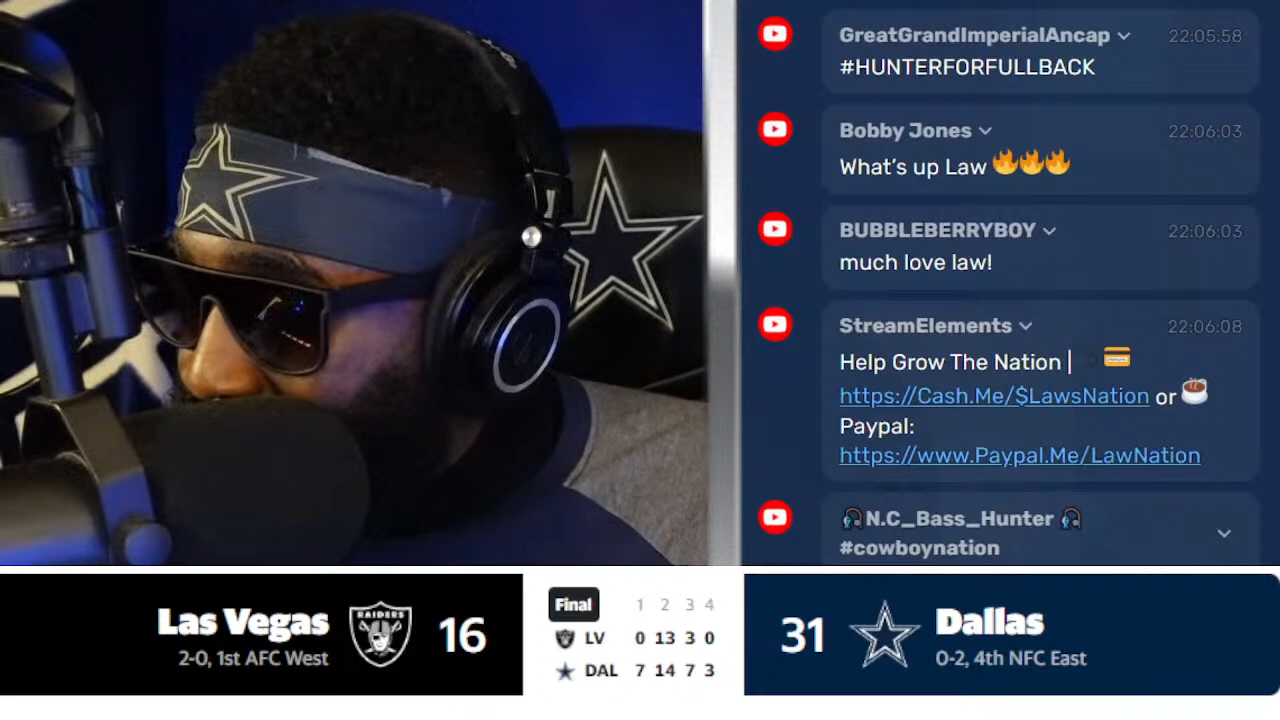 GreatGrandImperialAncap
22:05:58
#HUNTERFORFULLBACK
Bobby Jones
22:06:03
What's up Law 🔥🔥🔥
BUBBLEBERRYBOY
22:06:03
much love law!
StreamElements
22:06:08
Help Grow The Nation | 💳
https://Cash.Me/$LawsNation or ☕
Paypal:
https://www.Paypal.Me/LawNation
🎧N.C_Bass_Hunter 🎧
#cowboynation
Las Vegas
2-0, 1st AFC West
RAIDERS
16
Final 1 2 3 4
LV 0 13 3 0
DAL 7 14 7 3
31
Dallas
0-2, 4th NFC East